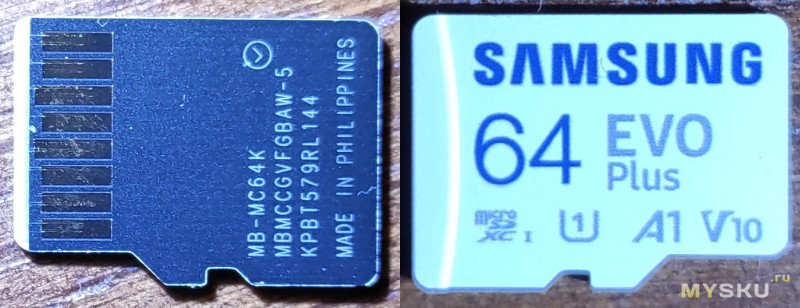 MB-MC64K
MBMCCGVFGBAW-5
KPBT579RL144
MADE IN PHILIPPINES
SAMSUNG
64 EVO
Plus
micro
SD
XC I U1 A1 V10
MYSKU.ru